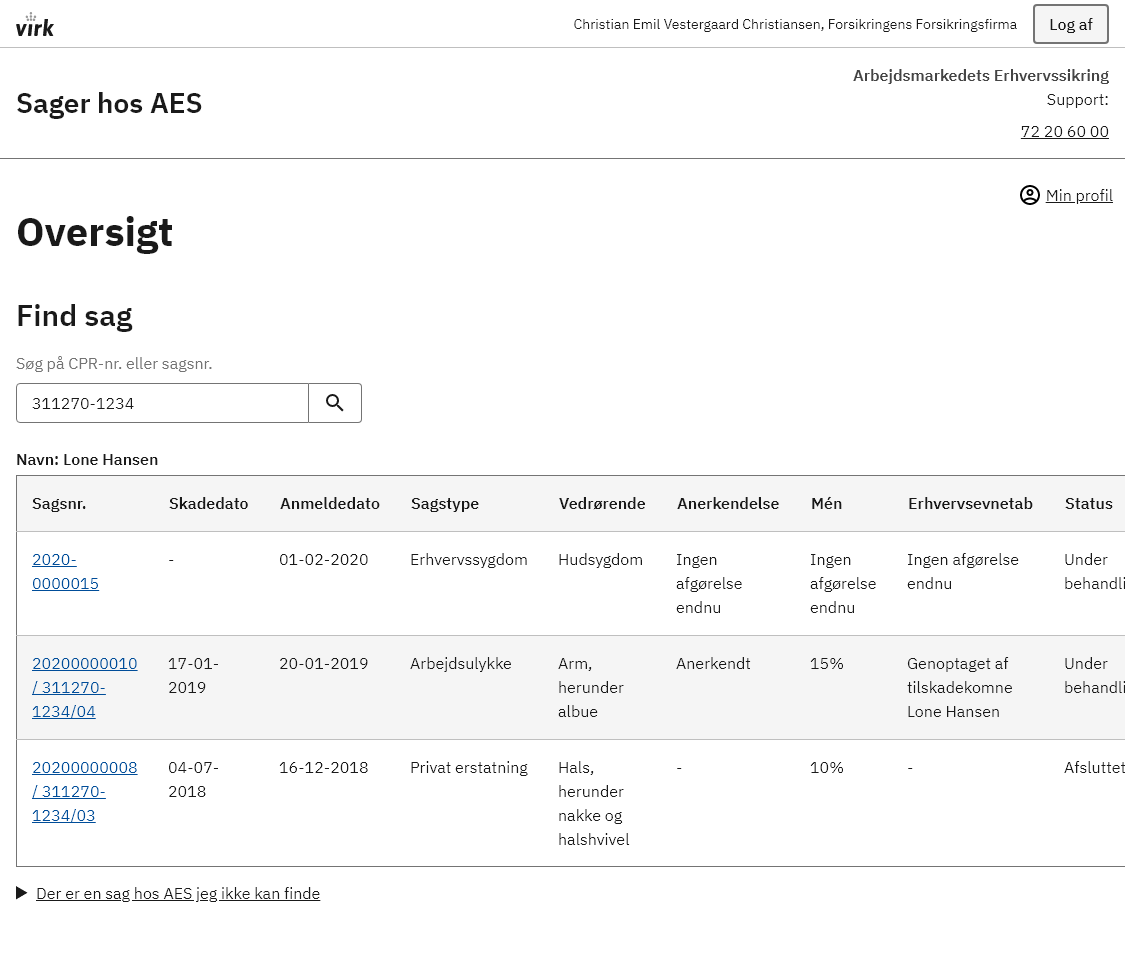 virk
Christian Emil Vestergaard Christiansen, Forsikringens Forsikringsfirma
Log af
Sager hos AES
Arbejdsmarkedets Erhvervssikring
Support:
72 20 60 00
Min profil
Oversigt
Find sag
Søg på CPR-nr. eller sagsnr.
311270-1234
Navn: Lone Hansen
Sagsnr. Skadedato Anmeldedato Sagstype Vedrørende Anerkendelse Mén Erhvervsevnetab Status
2020- - 01-02-2020 Erhvervssygdom Hudsygdom Ingen Ingen Ingen afgørelse Under
0000015 afgørelse afgørelse endnu behandli
endnu endnu
20200000010 17-01- 20-01-2019 Arbejdsulykke Arm, Anerkendt 15% Genoptaget af Under
/ 311270- 2019 herunder tilskadekomne behandli
1234/04 albue Lone Hansen
20200000008 04-07- 16-12-2018 Privat erstatning Hals, - 10% - Afsluttet
/ 311270- 2018 herunder
1234/03 nakke og
halshvivel
Der er en sag hos AES jeg ikke kan finde